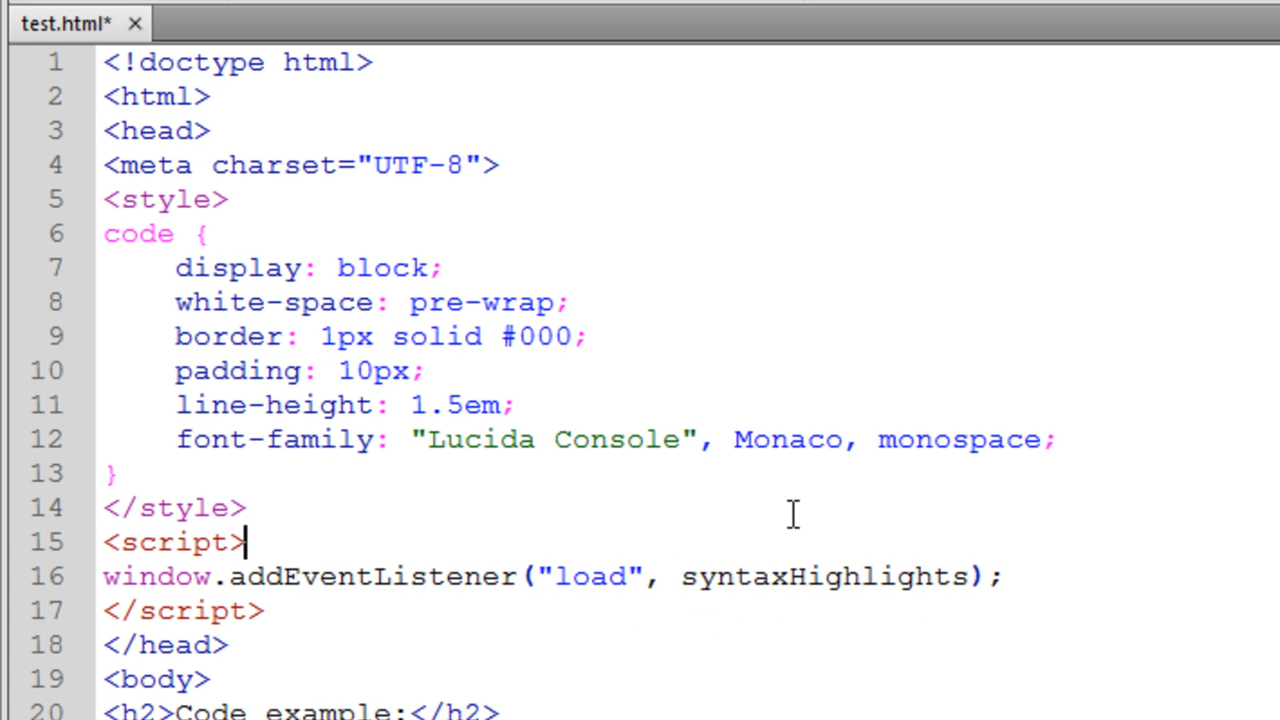 test.html* ×
1 <!doctype html>
2 <html>
3 <head>
4 <meta charset="UTF-8">
5 <style>
6 code {
7     display: block;
8     white-space: pre-wrap;
9     border: 1px solid #000;
10     padding: 10px;
11     line-height: 1.5em;
12     font-family: "Lucida Console", Monaco, monospace;
13 }
14 </style>
15 <script>
16 window.addEventListener("load", syntaxHighlights);
17 </script>
18 </head>
19 <body>
20 <h2>Code example:</h2>